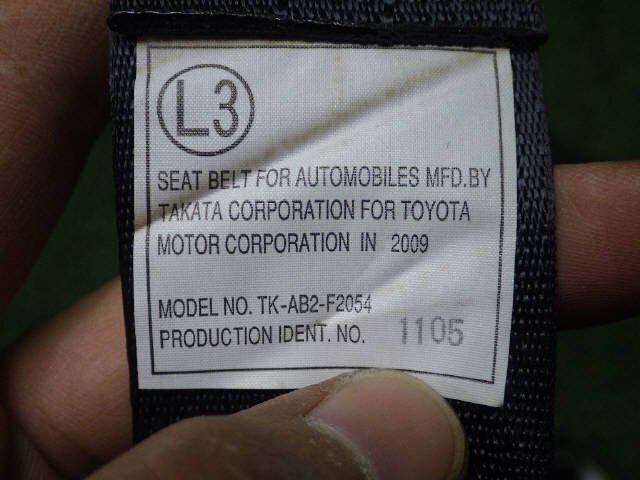 L3
SEAT BELT FOR AUTOMOBILES MFD.BY
TAKATA CORPORATION FOR TOYOTA
MOTOR CORPORATION IN 2009
MODEL NO. TK-AB2-F2054
PRODUCTION IDENT. NO. 1105